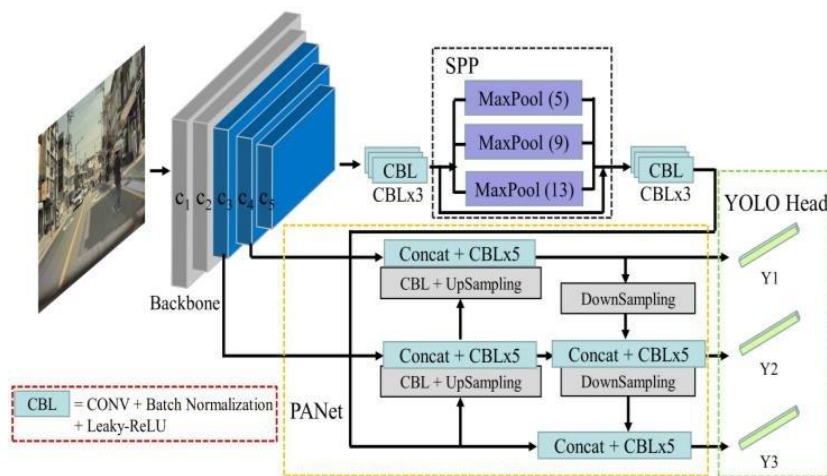 SPP
MaxPool (5)
MaxPool (9)
MaxPool (13)
CBL
CBLx3
CBL
CBLx3
c1
c2
c3
c4
c5
Backbone
YOLO Head
Concat + CBLx5
CBL + UpSampling
DownSampling
Y1
Concat + CBLx5
CBL + UpSampling
Concat + CBLx5
DownSampling
Y2
PANet
Concat + CBLx5
Y3
CBL
= CONV + Batch Normalization
+ Leaky-ReLU